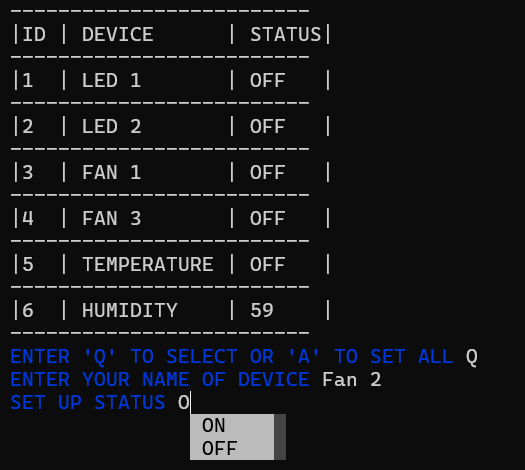 |ID | DEVICE | STATUS|
|1 | LED 1 | OFF |
|2 | LED 2 | OFF |
|3 | FAN 1 | OFF |
|4 | FAN 3 | OFF |
|5 | TEMPERATURE | OFF |
|6 | HUMIDITY | 59 |
ENTER 'Q' TO SELECT OR 'A' TO SET ALL Q
ENTER YOUR NAME OF DEVICE Fan 2
SET UP STATUS O
ON
OFF